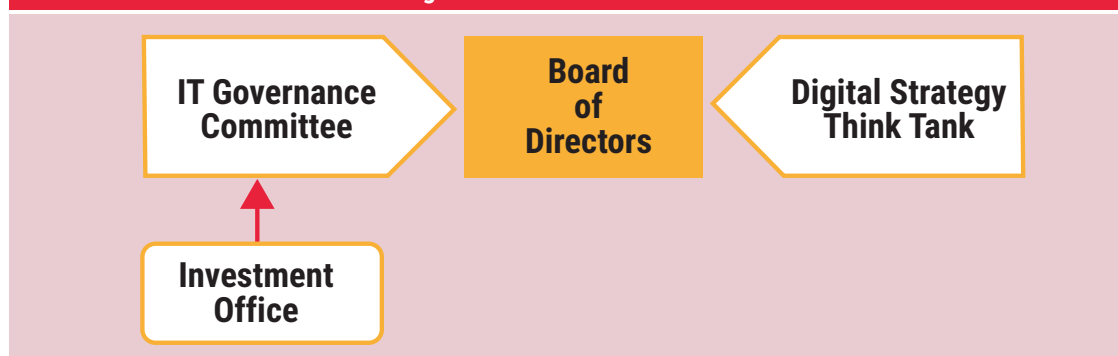 IT Governance
Committee
Board
of
Directors
Digital Strategy
Think Tank
Investment
Office